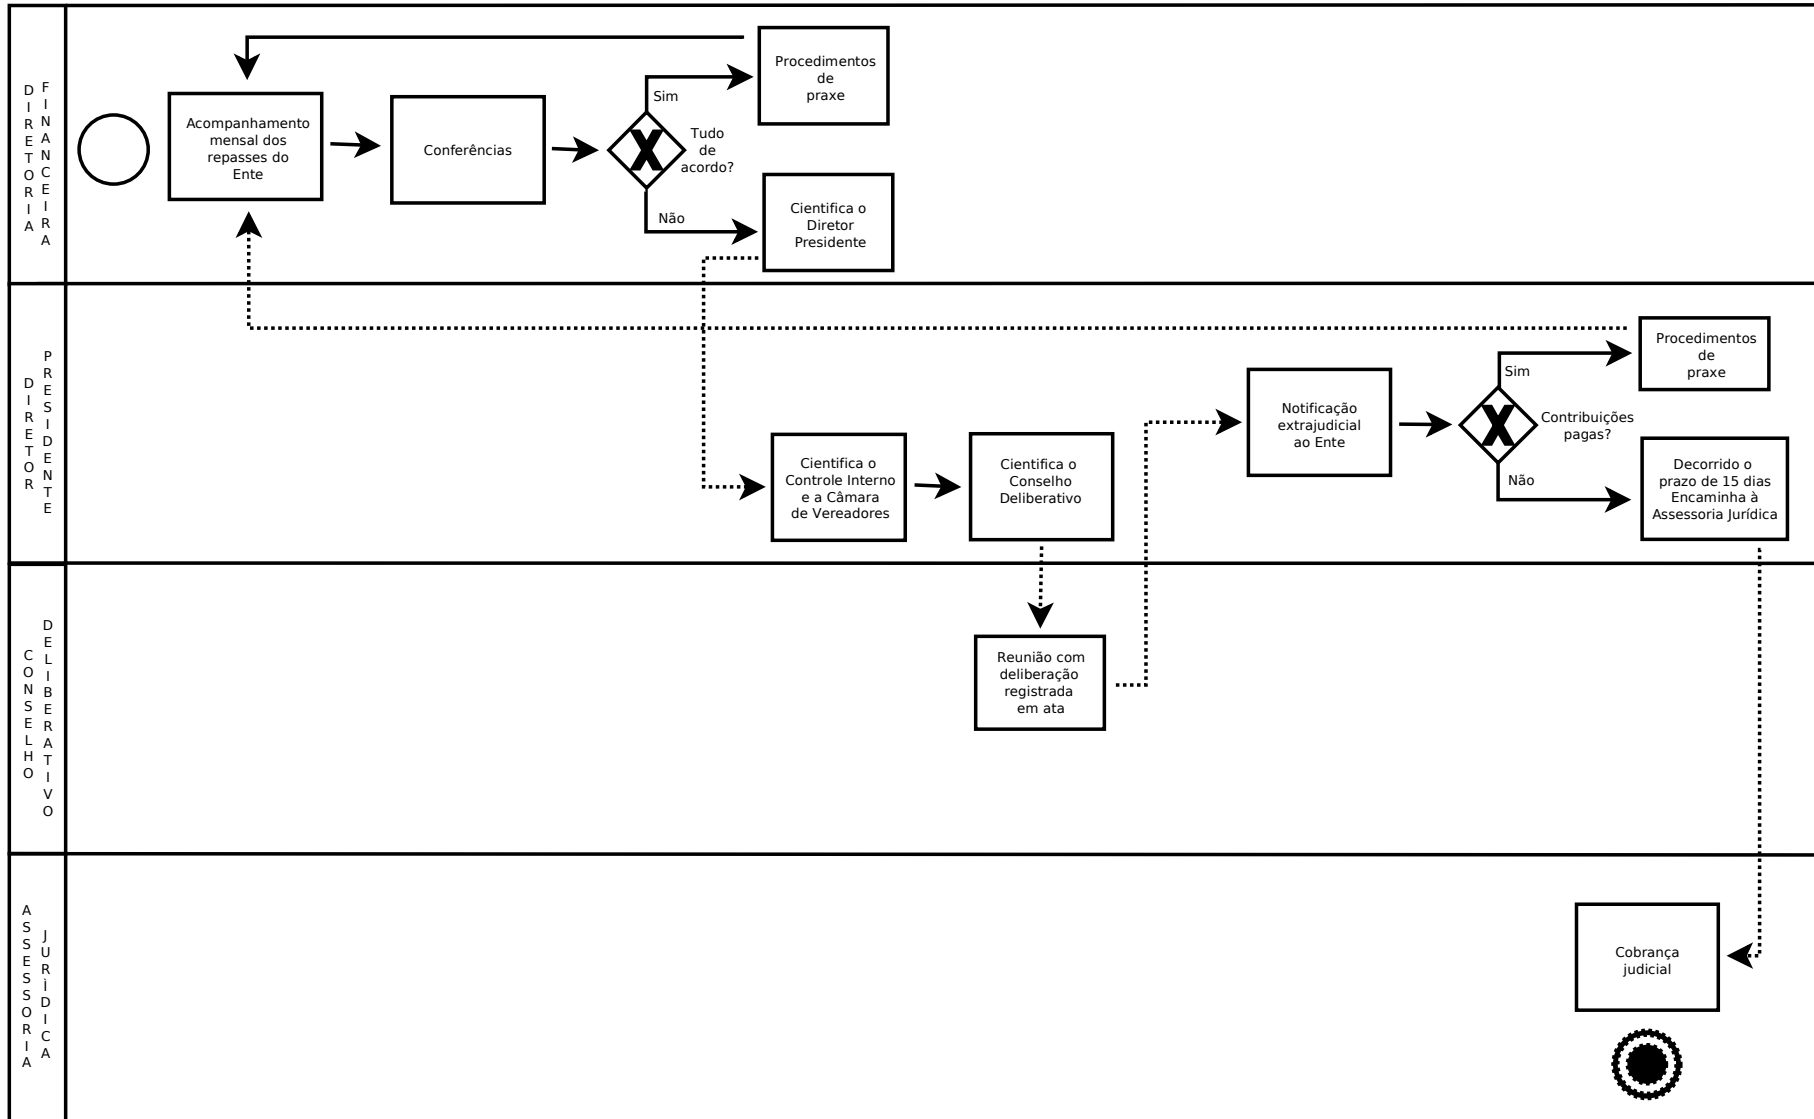 DIRETORIA
FINANCEIRA
Acompanhamento
mensal dos
repasses do
Ente
Conferências
Tudo
de
acordo?
Sim
Procedimentos
de
praxe
Não
Cientifica o
Diretor
Presidente
DIRETOR
PRESIDENTE
Cientifica o
Controle Interno
e a Câmara
de Vereadores
Cientifica o
Conselho
Deliberativo
Notificação
extrajudicial
ao Ente
Contribuições
pagas?
Sim
Procedimentos
de
praxe
Não
Decorrido o
prazo de 15 dias
Encaminha à
Assessoria Jurídica
CONSELHO
DELIBERATIVO
Reunião com
deliberação
registrada
em ata
ASSESSORIA
JURÌDICA
Cobrança
judicial